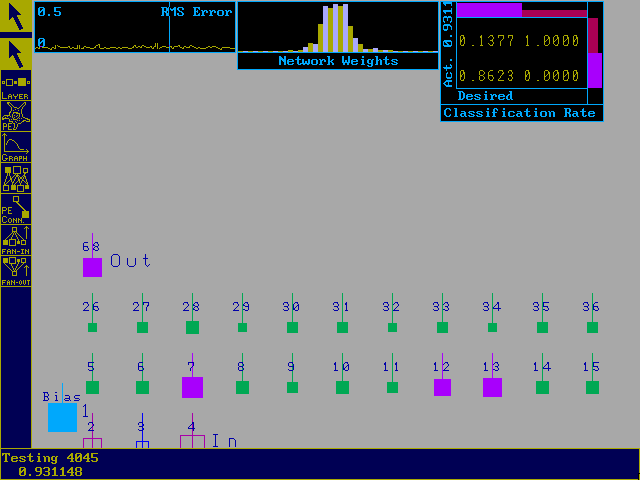 0.5 RMS Error
0
Network Weights
Act. 0.9311
0.1377 1.0000
0.8623 0.0000
Desired
Classification Rate
LAYER
PE
GRAPH
PE
CONN.
FAN-IN
FAN-OUT
68
Out
26 27 28 29 30 31 32 33 34 35 36
5 6 7 8 9 10 11 12 13 14 15
Bias
1
2 3 4 In
Testing 4045
0.931148